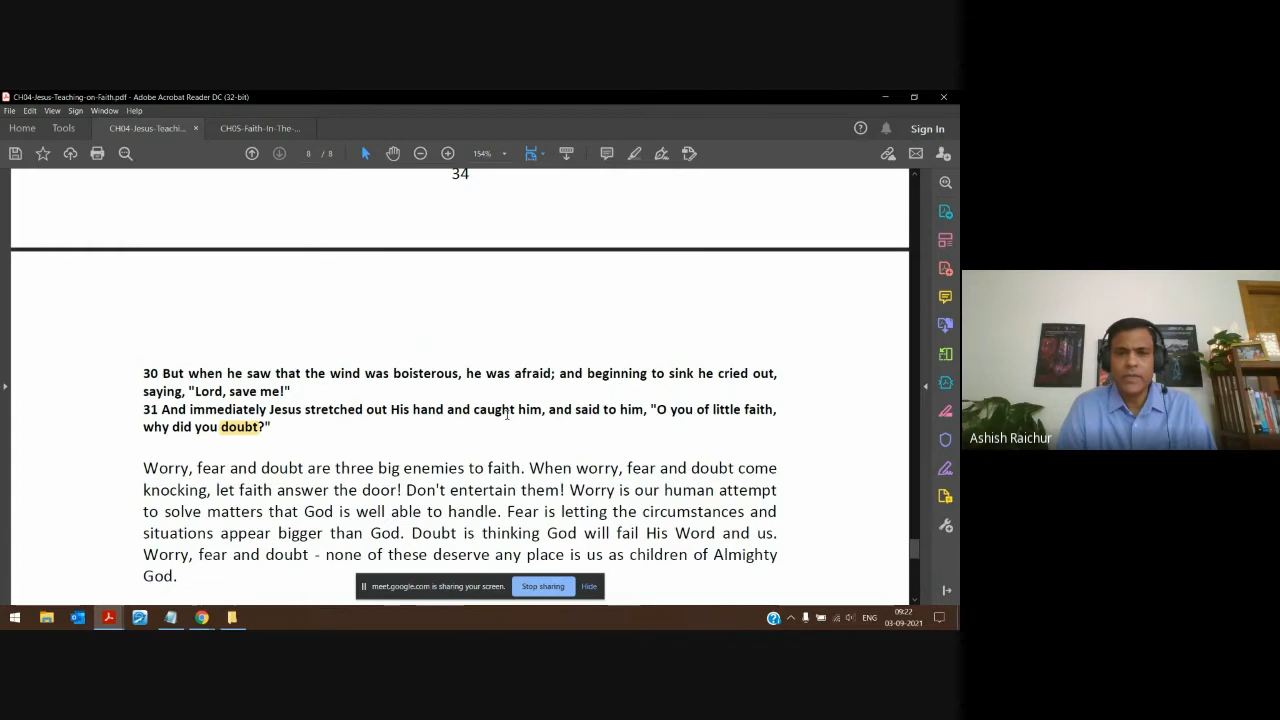 CH04-Jesus-Teaching-on-Faith.pdf - Adobe Acrobat Reader DC (32-bit)
File Edit View Sign Window Help
Home Tools CH04-Jesus-Teachi... × CH05-Faith-In-The-... Sign In
8 / 8 154%
34
30 But when he saw that the wind was boisterous, he was afraid; and beginning to sink he cried out,
saying, "Lord, save me!"
31 And immediately Jesus stretched out His hand and caught him, and said to him, "O you of little faith,
why did you doubt?"
Worry, fear and doubt are three big enemies to faith. When worry, fear and doubt come
knocking, let faith answer the door! Don't entertain them! Worry is our human attempt
to solve matters that God is well able to handle. Fear is letting the circumstances and
situations appear bigger than God. Doubt is thinking God will fail His Word and us.
Worry, fear and doubt - none of these deserve any place is us as children of Almighty
God.
meet.google.com is sharing your screen. Stop sharing Hide
ENG
09:22
03-09-2021
Ashish Raichur